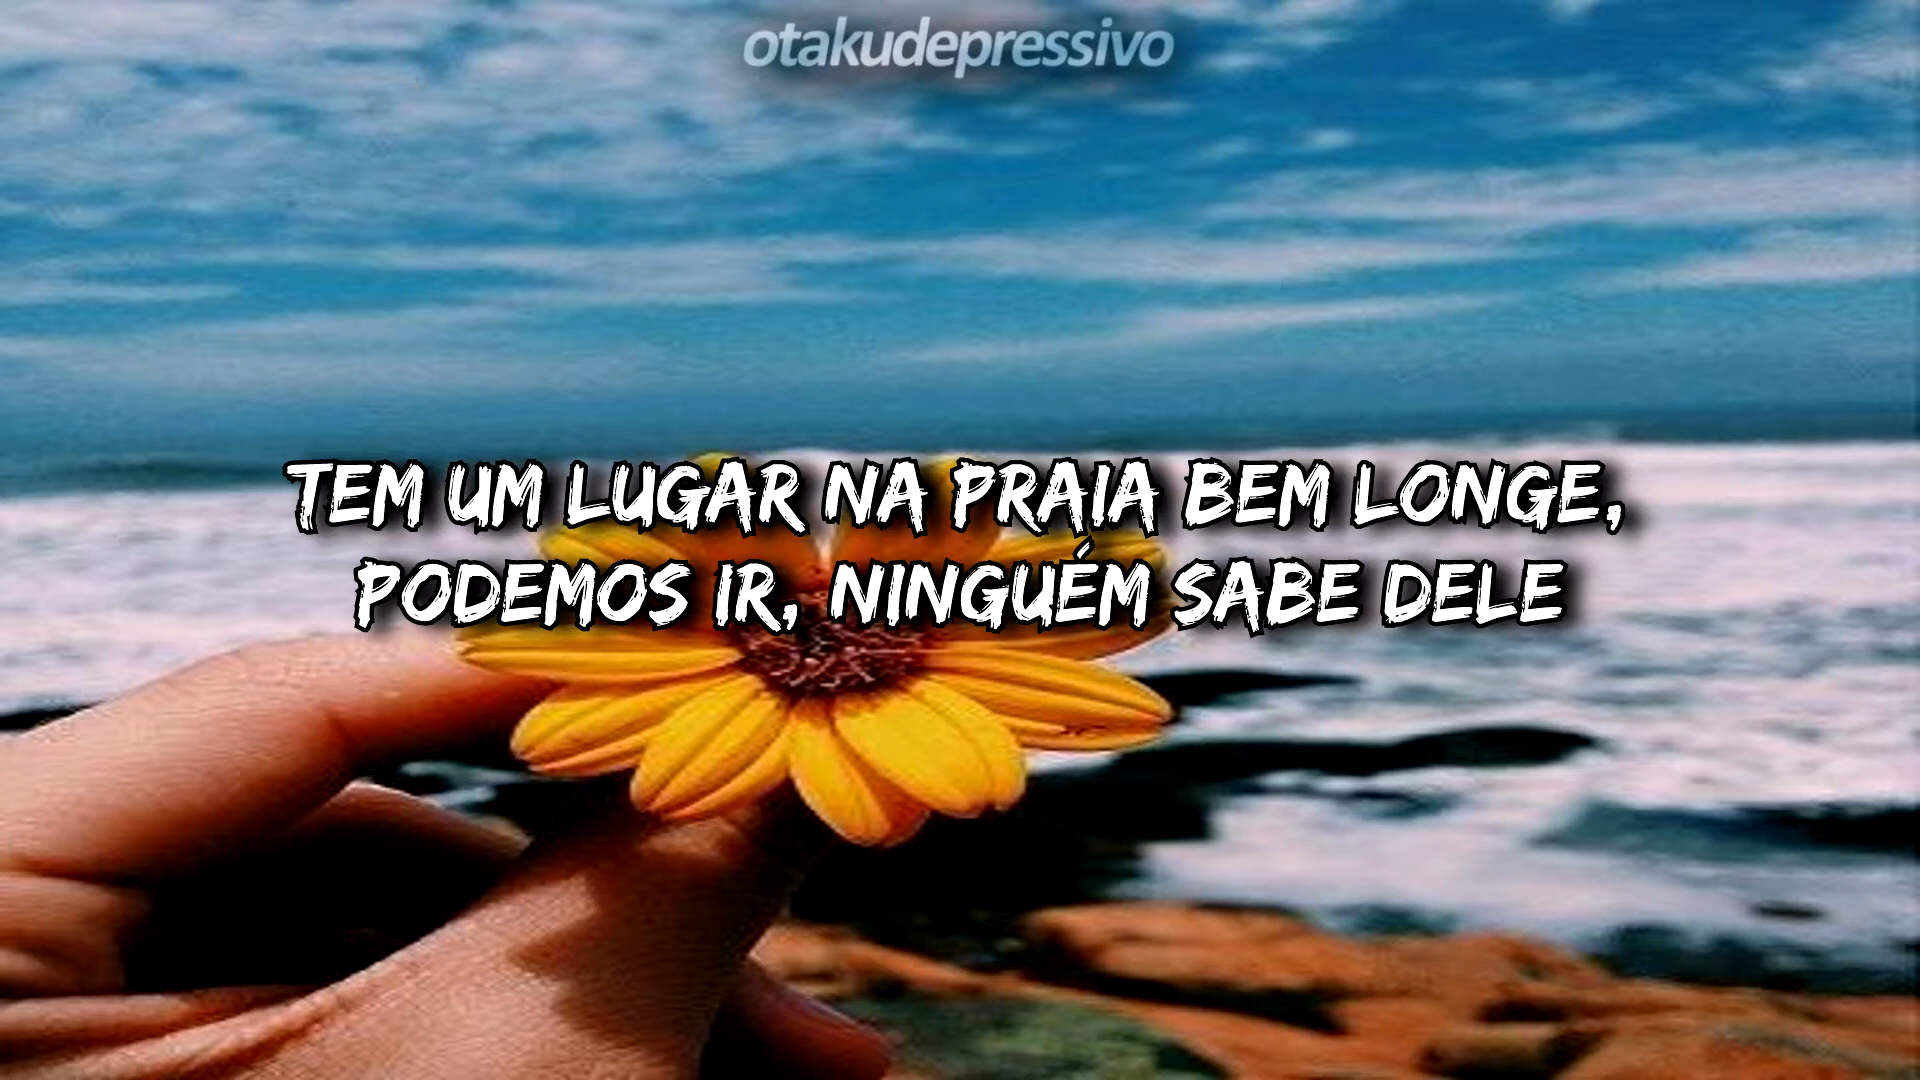 otakudepressivo
TEM UM LUGAR NA PRAIA BEM LONGE,
PODEMOS IR, NINGUÉM SABE DELE